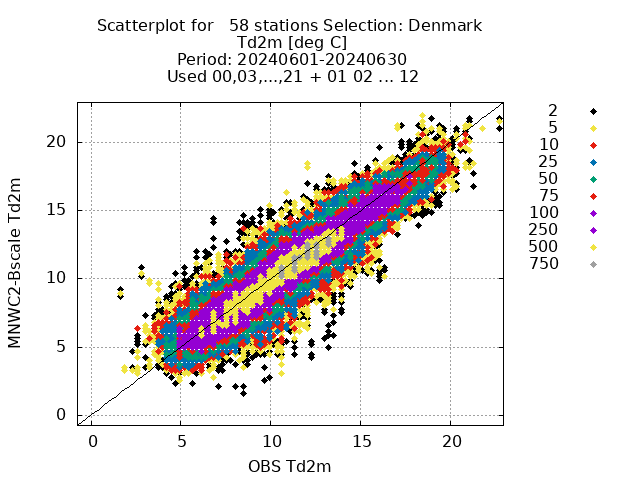 Scatterplot for   58 stations Selection: Denmark
Td2m [deg C]
Period: 20240601-20240630
Used 00,03,...,21 + 01 02 ... 12
MNWC2-Bscale Td2m
20
15
10
5
0
0 5 10 15 20
OBS Td2m
2
5
10
25
50
75
100
250
500
750